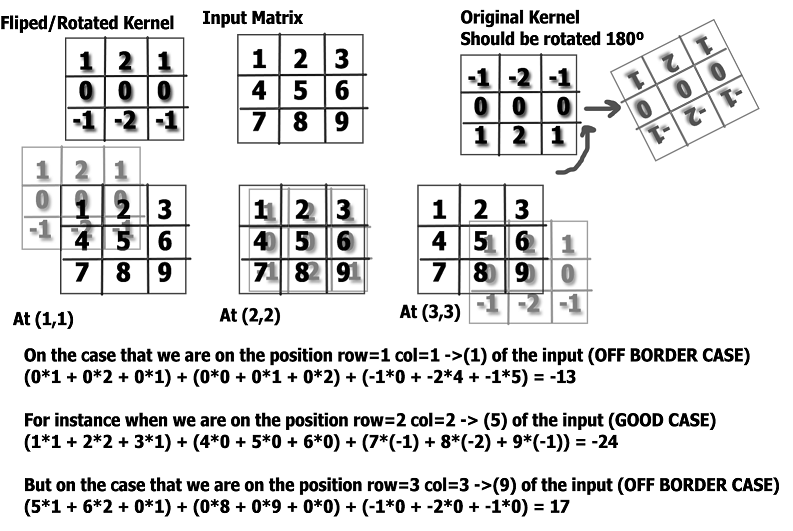 Fliped/Rotated Kernel
Input Matrix
Original Kernel
Should be rotated 180º
1 2 1
0 0 0
-1 -2 -1
1 2 3
4 5 6
7 8 9
-1 -2 -1
0 0 0
1 2 1
1 2 1
0 0 0
-1 -2 -1
1 2 1
0 0 0
-1 -2 -1
1 2 3
4 5 6
7 8 9
At (1,1)
1 2 3
4 5 6
7 8 9
1 2 1
0 0 0
-1 -2 -1
At (2,2)
1 2 3
4 5 6
7 8 9
1 2 1
0 0 0
-1 -2 -1
At (3,3)
On the case that we are on the position row=1 col=1 ->(1) of the input (OFF BORDER CASE)
(0*1 + 0*2 + 0*1) + (0*0 + 0*1 + 0*2) + (-1*0 + -2*4 + -1*5) = -13
For instance when we are on the position row=2 col=2 -> (5) of the input (GOOD CASE)
(1*1 + 2*2 + 3*1) + (4*0 + 5*0 + 6*0) + (7*(-1) + 8*(-2) + 9*(-1)) = -24
But on the case that we are on the position row=3 col=3 ->(9) of the input (OFF BORDER CASE)
(5*1 + 6*2 + 0*1) + (0*8 + 0*9 + 0*0) + (-1*0 + -2*0 + -1*0) = 17